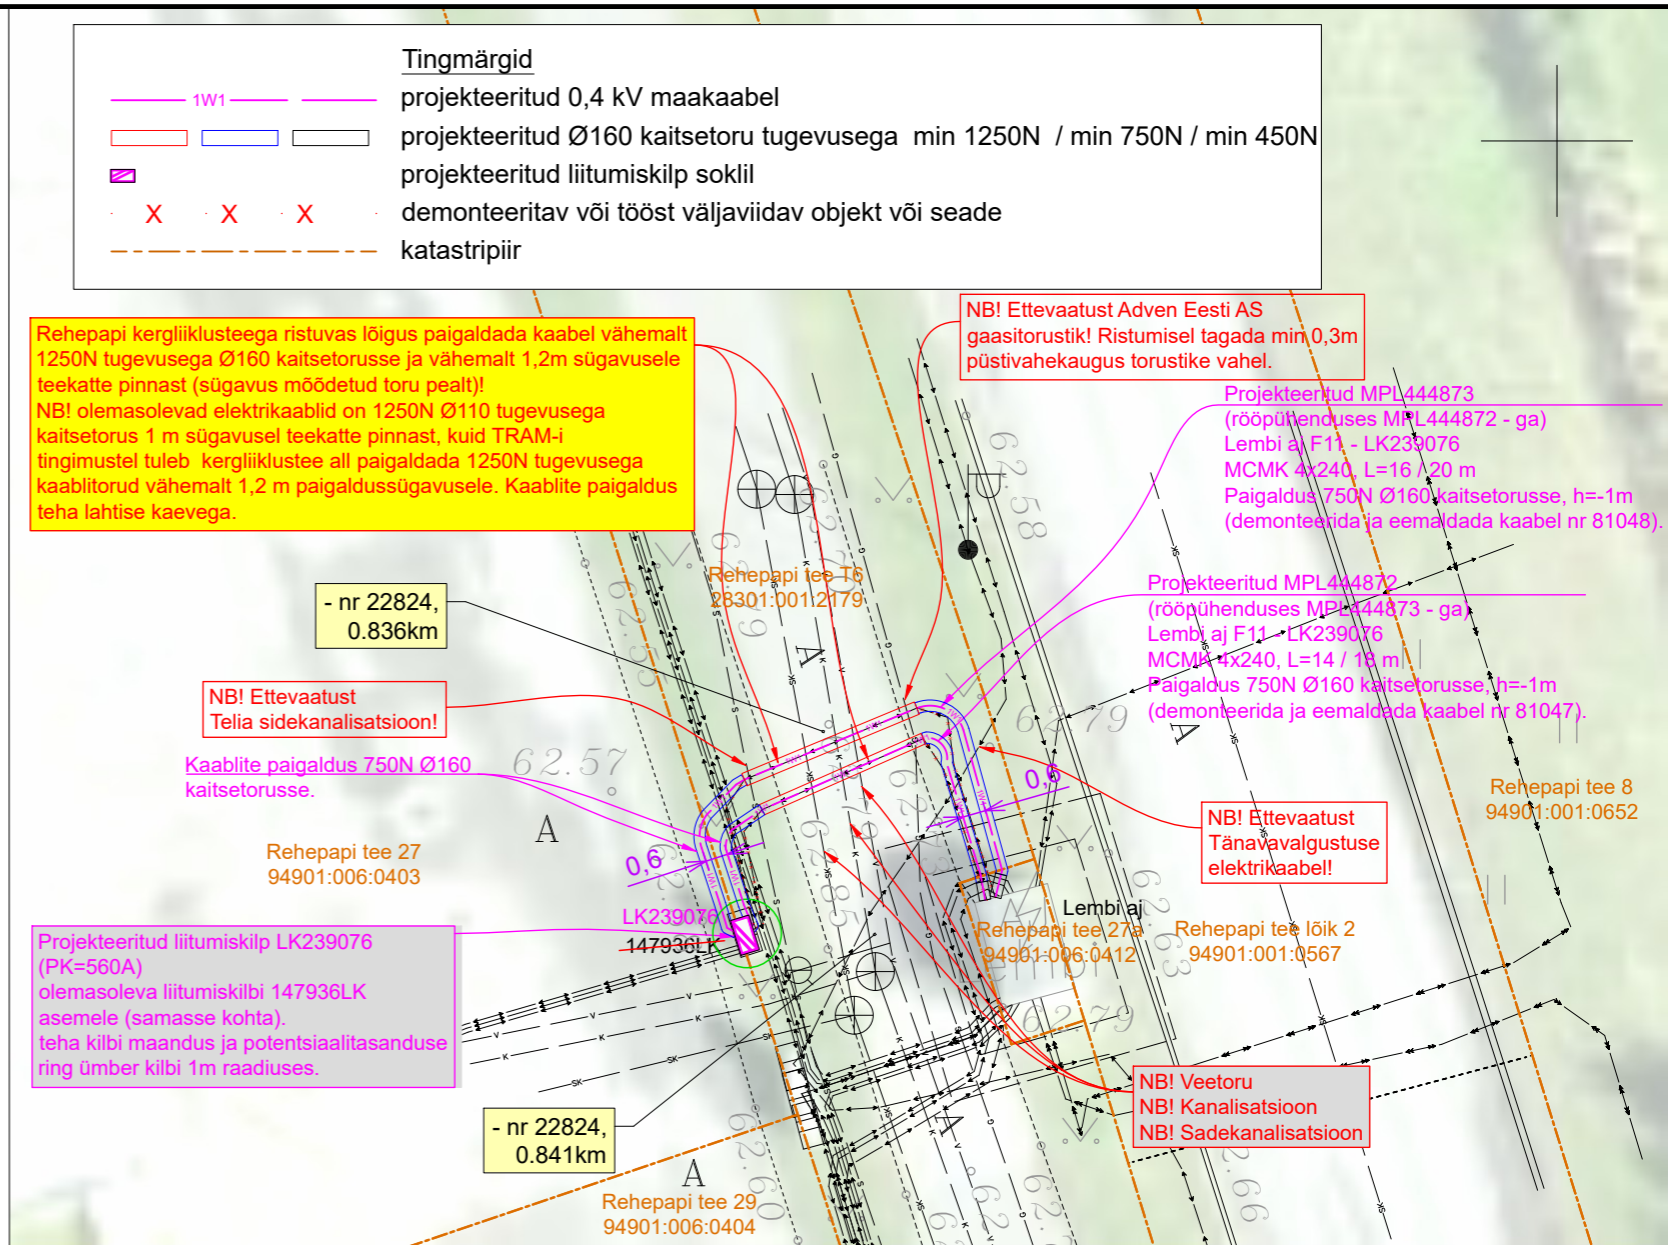 Tingmärgid
1W1
projekteeritud 0,4 kV maakaabel
projekteeritud Ø160 kaitsetoru tugevusega min 1250N / min 750N / min 450N
projekteeritud liitumiskilp soklil
X X X
demonteeritav või tööst väljaviidav objekt või seade
katastripiir
Rehepapi kergliiklusteega ristuvas lõigus paigaldada kaabel vähemalt
1250N tugevusega Ø160 kaitsetorusse ja vähemalt 1,2m sügavusele
teekatte pinnast (sügavus mõõdetud toru pealt)!
NB! olemasolevad elektrikaablid on 1250N Ø110 tugevusega
kaitsetorus 1 m sügavusel teekatte pinnast, kuid TRAM-i
tingimustel tuleb kergliiklustee all paigaldada 1250N tugevusega
kaablitorud vähemalt 1,2 m paigaldussügavusele. Kaablite paigaldus
teha lahtise kaevega.
NB! Ettevaatust Adven Eesti AS
gaasitorustik! Ristumisel tagada min 0,3m
püstivahekaugus torustike vahel.
Projekteeritud MPL444873
(rööpühenduses MPL444872 - ga)
Lembi aj F11 - LK239076
MCMK 4x240, L=16 / 20 m
Paigaldus 750N Ø160 kaitsetorusse, h=-1m
(demonteerida ja eemaldada kaabel nr 81048).
Projekteeritud MPL444872
(rööpühenduses MPL444873 - ga)
Lembi aj F11 - LK239076
MCMK 4x240, L=14 / 18 m
Paigaldus 750N Ø160 kaitsetorusse, h=-1m
(demonteerida ja eemaldada kaabel nr 81047).
Rehepapi tee T6
28301:001:2179
- nr 22824,
0.836km
NB! Ettevaatust
Telia sidekanalisatsioon!
Kaablite paigaldus 750N Ø160
kaitsetorusse.
62.57
62.58
62.55
62.79
0,6
0,6
A
A
A
Rehepapi tee 27
94901:006:0403
NB! Ettevaatust
Tänavavalgustuse
elektrikaabel!
Rehepapi tee 8
94901:001:0652
LK239076
147936LK
62.85
62.63
Lembi aj
Rehepapi tee 27a
94901:006:0412
Rehepapi tee lõik 2
94901:001:0567
Projekteeritud liitumiskilp LK239076
(PK=560A)
olemasoleva liitumiskilbi 147936LK
asemele (samasse kohta).
teha kilbi maandus ja potentsiaalitasanduse
ring ümber kilbi 1m raadiuses.
62.79
NB! Veetoru
NB! Kanalisatsioon
NB! Sadekanalisatsioon
- nr 22824,
0.841km
62.60
A
A
Rehepapi tee 29
94901:006:0404